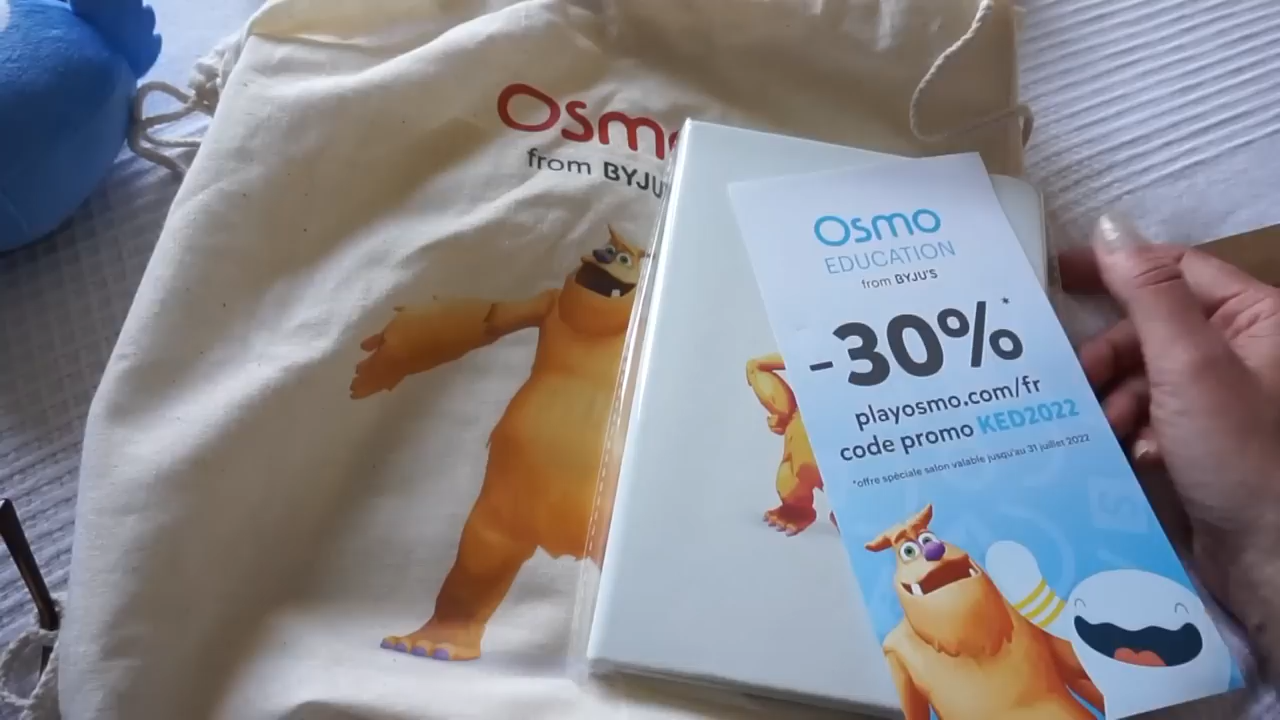 Osmo
from BYJU
Osmo
EDUCATION
from BYJU'S
-30%*
playosmo.com/fr
code promo KED2022
*offre spéciale salon valable jusqu'au 31 juillet 2022